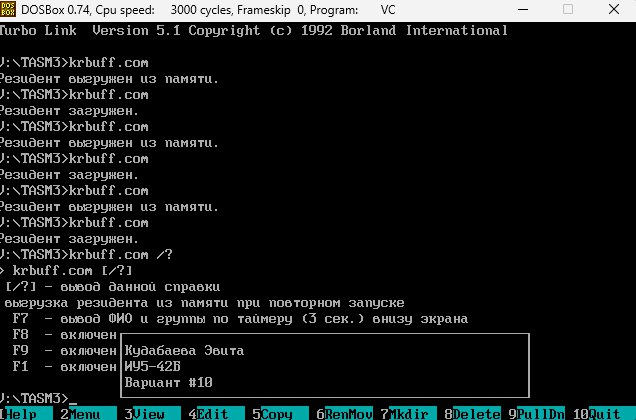 DOSBox 0.74, Cpu speed: 3000 cycles, Frameskip 0, Program: VC
Turbo Link Version 5.1 Copyright (c) 1992 Borland International
V:\TASM3>krbuff.com
Резидент выгружен из памяти.
V:\TASM3>krbuff.com
Резидент загружен.
V:\TASM3>krbuff.com
Резидент выгружен из памяти.
V:\TASM3>krbuff.com
Резидент загружен.
V:\TASM3>krbuff.com
Резидент выгружен из памяти.
V:\TASM3>krbuff.com
Резидент загружен.
V:\TASM3>krbuff.com /?
> krbuff.com [/?]
[/?] - вывод данной справки
выгрузка резидента из памяти при повторном запуске
F7 - вывод ФИО и группы по таймеру (3 сек.) внизу экрана
F8 - включен
F9 - включен Кудабаева Эвита
F1 - включен ИУ5-42В
Вариант #10
V:\TASM3>_
1Help 2Menu 3View 4Edit 5Copy 6RenMov 7Mkdir 8Delete 9PullDn 10Quit